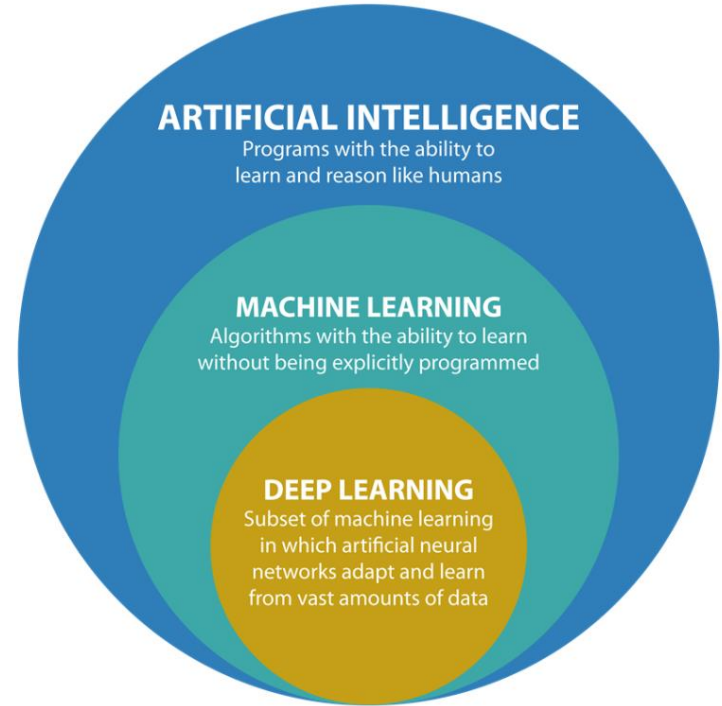 ARTIFICIAL INTELLIGENCE
Programs with the ability to
learn and reason like humans
MACHINE LEARNING
Algorithms with the ability to learn
without being explicitly programmed
DEEP LEARNING
Subset of machine learning
in which artificial neural
networks adapt and learn
from vast amounts of data